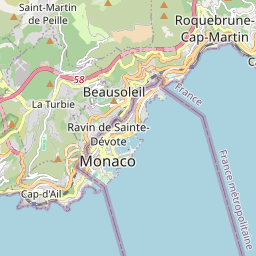 Saint-Martin
de Peille
Roquebrune-
Cap-Martin
58
La Turbie
Beausoleil
France
Ravin de Sainte-
Dévote
Monaco
Cap-d'Ail
France
France métropolitaine